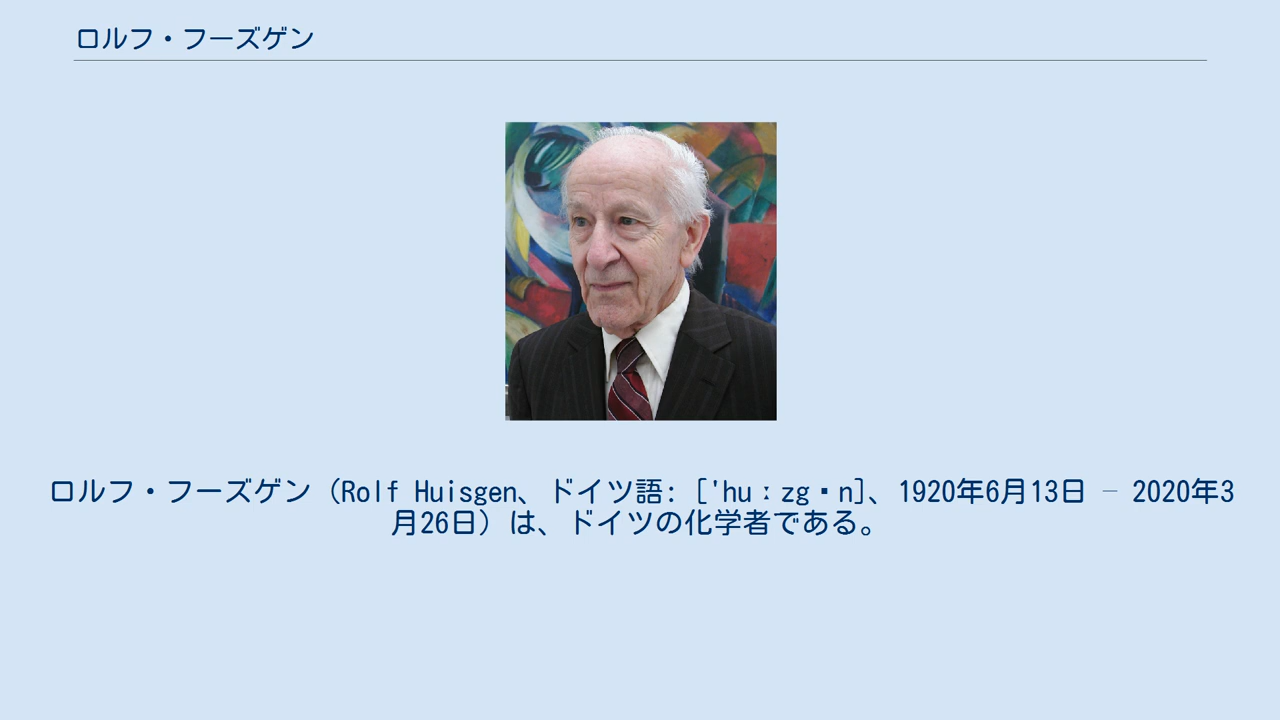 ロルフ・フーズゲン
ロルフ・フーズゲン（Rolf Huisgen、ドイツ語: ['huːzg▪n]、1920年6月13日 – 2020年3
月26日）は、ドイツの化学者である。